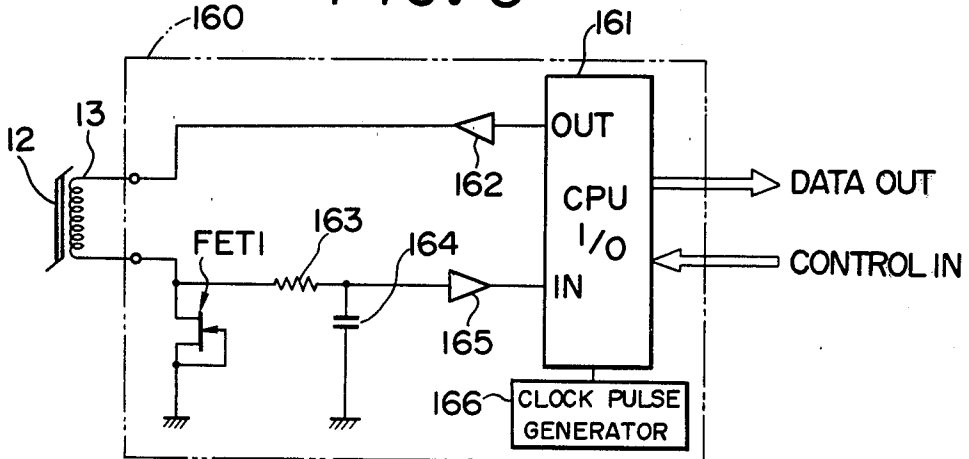 160
161
13
12
OUT
162
DATA OUT
CPU
I/O
FET1
163
164
CONTROL IN
IN
165
166
CLOCK PULSE
GENERATOR